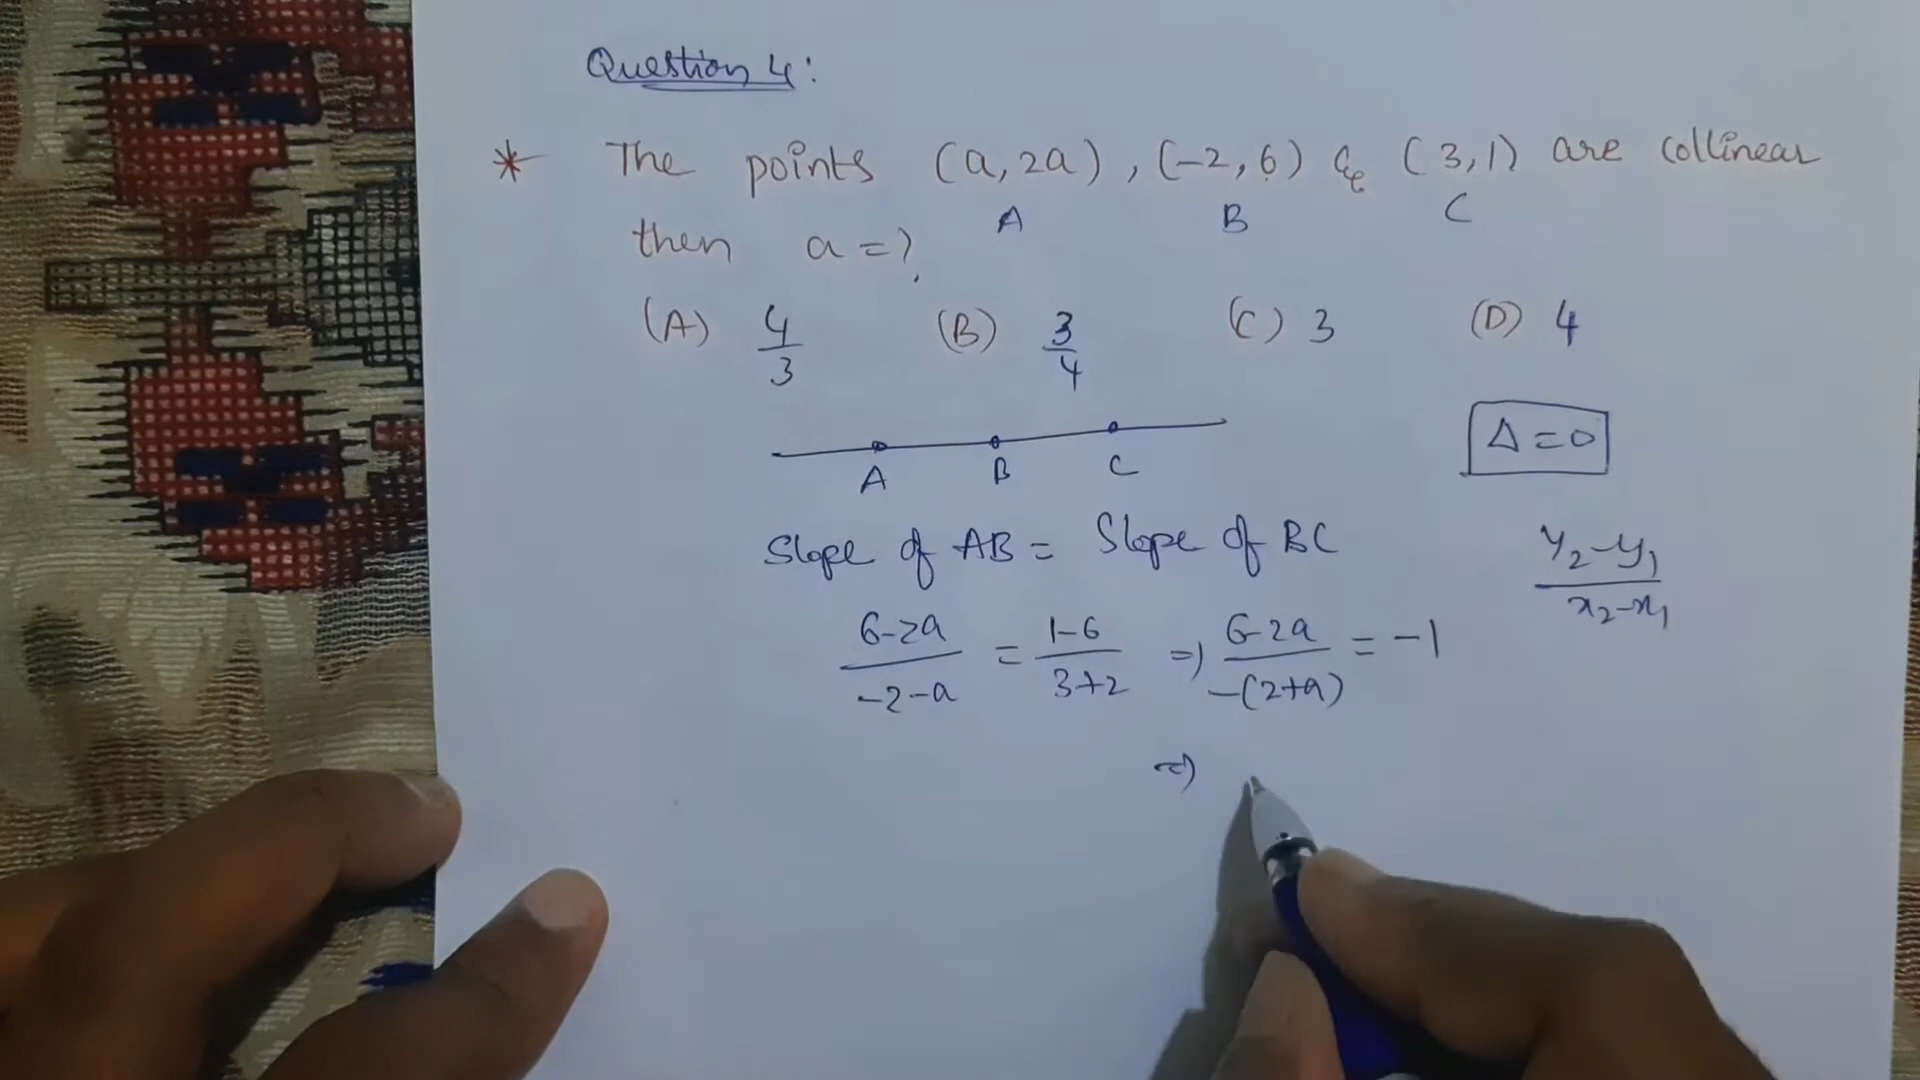 Question 4:
* The points (a, 2a), (-2, 6) & (3, 1) are collinear
A B C
then a = ?
(A) 4/3 (B) 3/4 (C) 3 (D) 4
A B C
Δ = 0
Slope of AB = Slope of BC
y₂-y₁/x₂-x₁
6-2a/-2-a = 1-6/3+2 ⇒ 6-2a/-(2+a) = -1
⇒